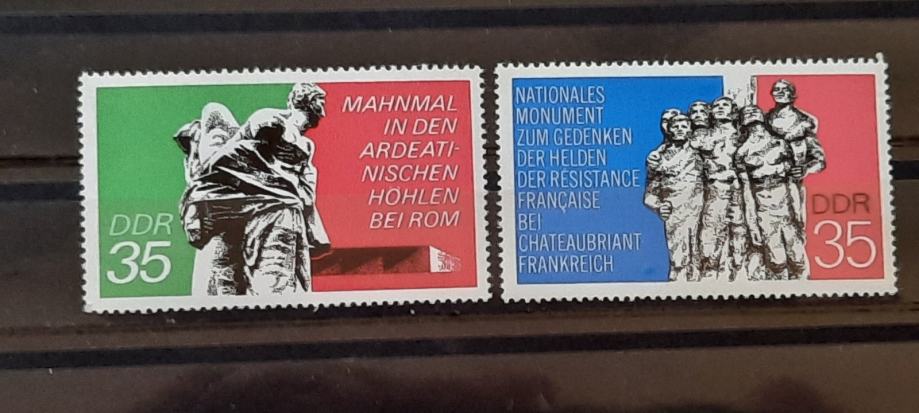 MAHNMAL
IN DEN
ARDEATI-
NISCHEN
HÖHLEN
BEI ROM
DDR
35
NATIONALES
MONUMENT
ZUM GEDENKEN
DER HELDEN
DER RÉSISTANCE
FRANÇAISE
BEI
CHATEAUBRIANT
FRANKREICH
DDR
35